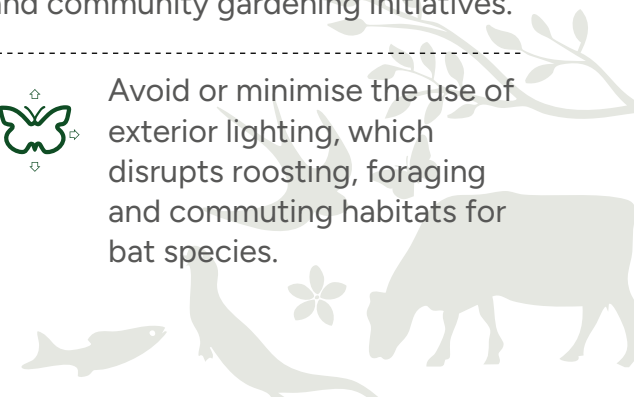 and community gardening initiatives.
Avoid or minimise the use of
exterior lighting, which
disrupts roosting, foraging
and commuting habitats for
bat species.